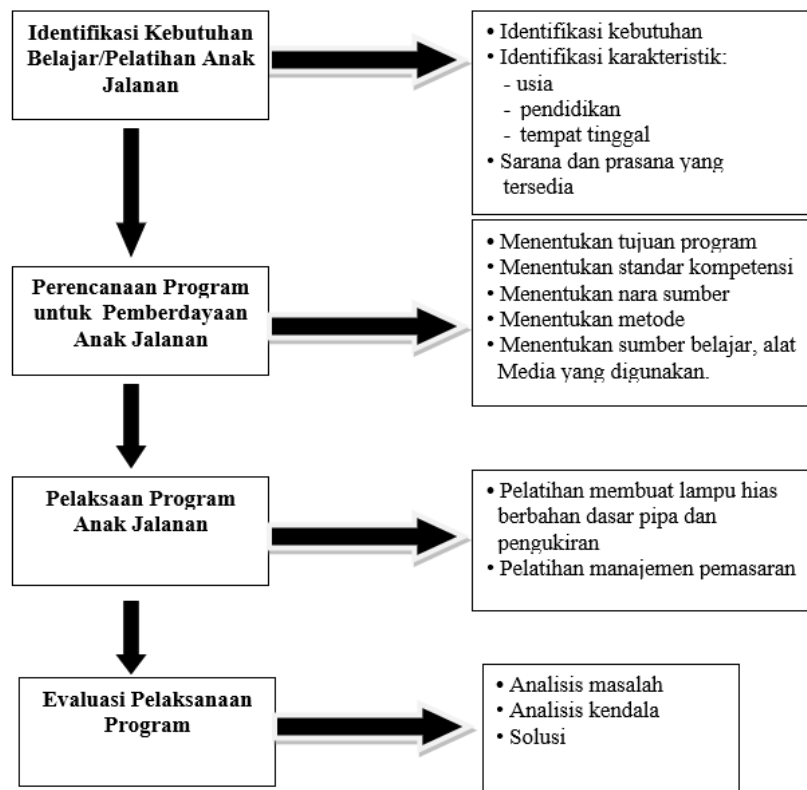 Identifikasi Kebutuhan
Belajar/Pelatihan Anak
Jalanan
• Identifikasi kebutuhan
• Identifikasi karakteristik:
- usia
- pendidikan
- tempat tinggal
• Sarana dan prasana yang
tersedia
Perencanaan Program
untuk Pemberdayaan
Anak Jalanan
• Menentukan tujuan program
• Menentukan standar kompetensi
• Menentukan nara sumber
• Menentukan metode
• Menentukan sumber belajar, alat
Media yang digunakan.
Pelaksaan Program
Anak Jalanan
• Pelatihan membuat lampu hias
berbahan dasar pipa dan
pengukiran
• Pelatihan manajemen pemasaran
Evaluasi Pelaksanaan
Program
• Analisis masalah
• Analisis kendala
• Solusi